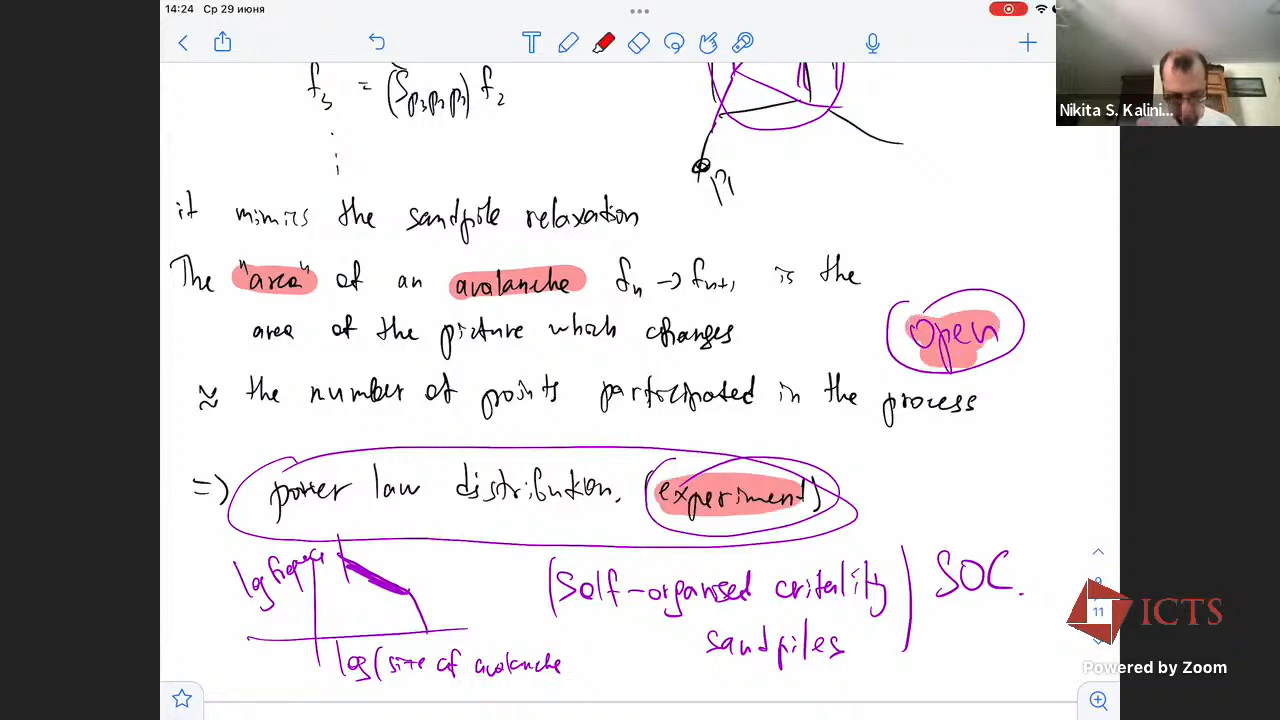 14:24 Ср 29 июня
Nikita S. Kalini...
f₃ = (S̃p₃p₂p₁) f₂
p₁
it mimics the sandpile relaxation
The "area" of an avalanche fₙ → fₙ₊₁ is the
area of the picture which changes
Open
≈ the number of points participated in the process
=> power law distribution. (experiment)
log
(Self-organised criticality) SOC.
sandpiles
log(size of avalanche
11
ICTS
Powered by Zoom